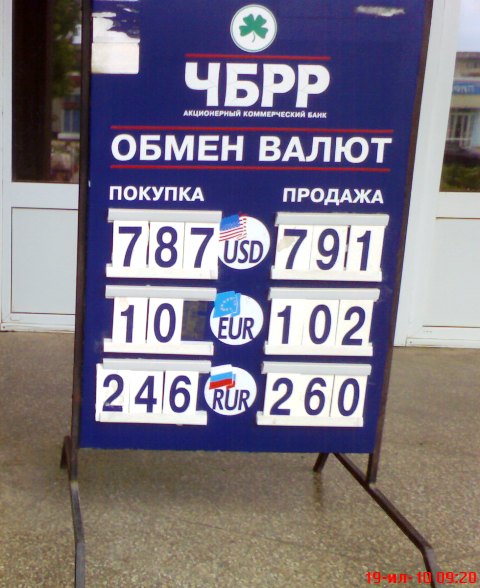 ЧБРР
АКЦИОНЕРНЫЙ КОММЕРЧЕСКИЙ БАНК
ОБМЕН ВАЛЮТ
ПОКУПКА ПРОДАЖА
787 USD 791
10 EUR 102
246 RUR 260
19-ил-10 09:20